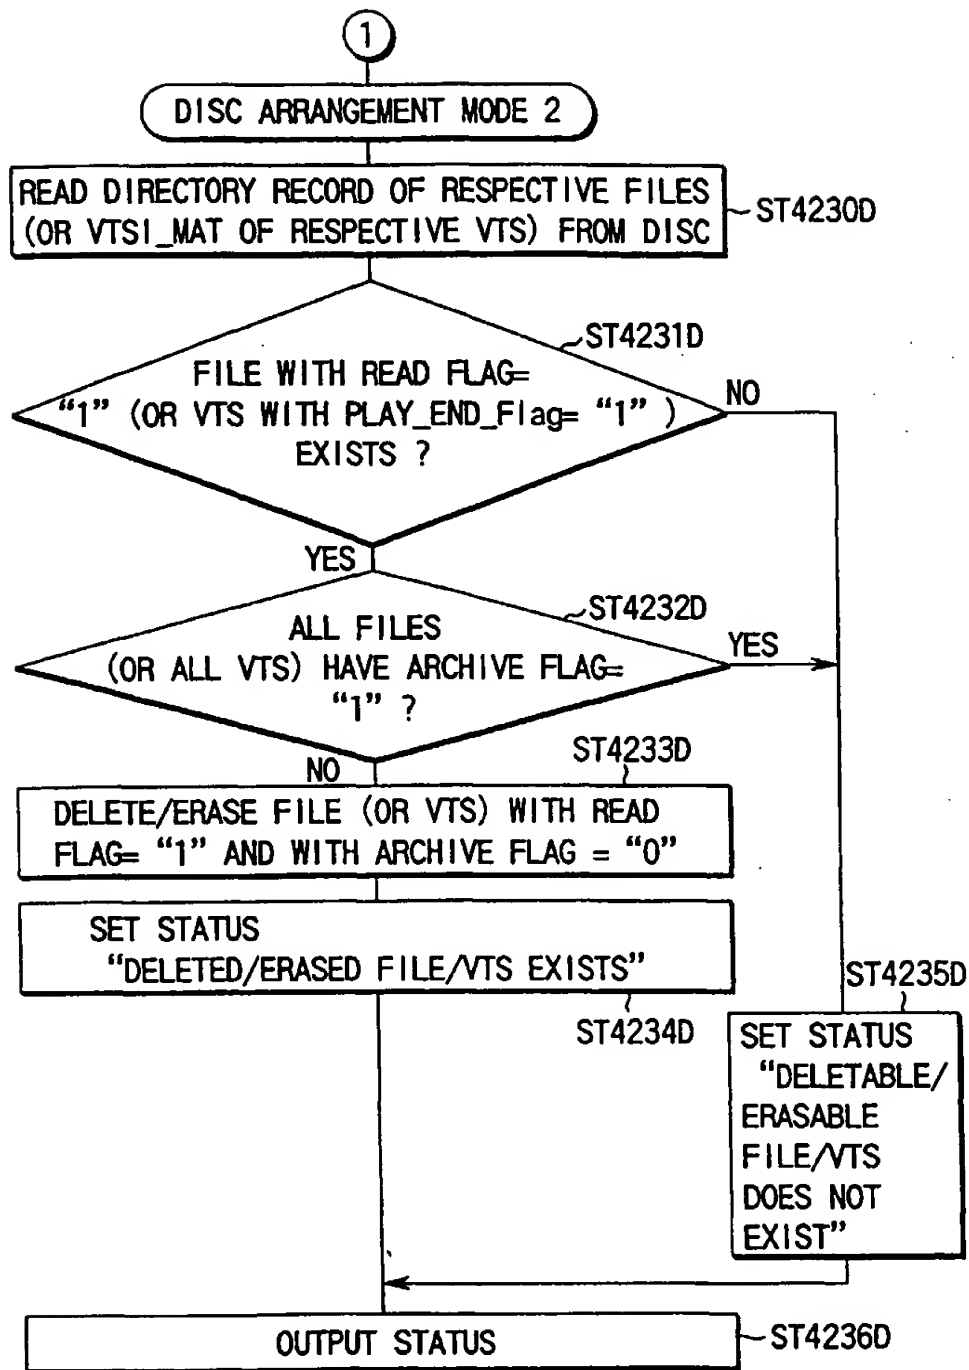 1
DISC ARRANGEMENT MODE 2
READ DIRECTORY RECORD OF RESPECTIVE FILES
(OR VTSI_MAT OF RESPECTIVE VTS) FROM DISC
ST4230D
ST4231D
FILE WITH READ FLAG=
“1” (OR VTS WITH PLAY_END_Flag= “1” )
EXISTS ?
NO
YES
ST4232D
ALL FILES
(OR ALL VTS) HAVE ARCHIVE FLAG=
“1” ?
YES
NO
ST4233D
DELETE/ERASE FILE (OR VTS) WITH READ
FLAG= “1” AND WITH ARCHIVE FLAG = “0”
SET STATUS
“DELETED/ERASED FILE/VTS EXISTS”
ST4234D
ST4235D
SET STATUS
“DELETABLE/
ERASABLE
FILE/VTS
DOES NOT
EXIST”
OUTPUT STATUS
ST4236D